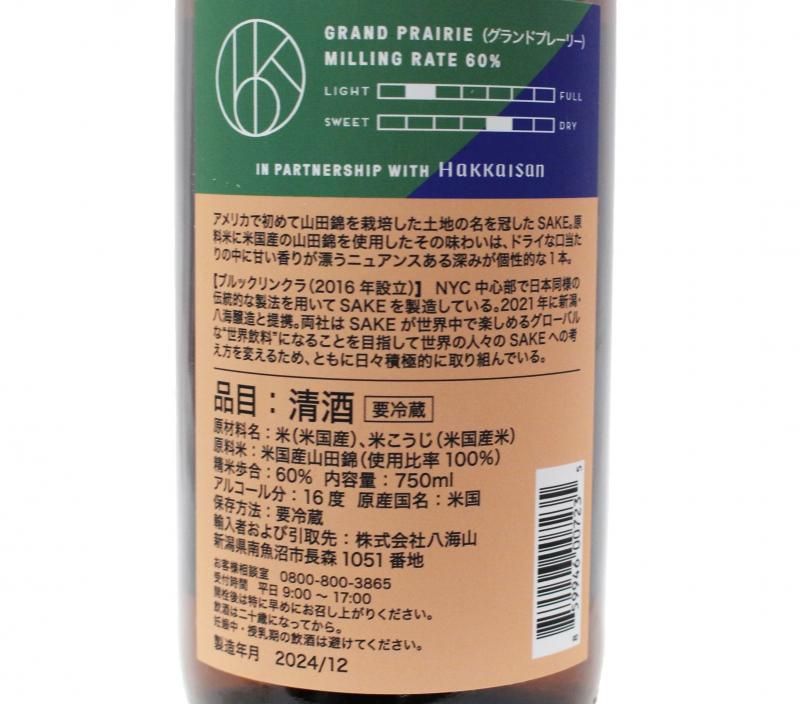 GRAND PRAIRIE (グランドプレーリー)
MILLING RATE 60%
LIGHT FULL
SWEET DRY
IN PARTNERSHIP WITH Hakkaisan
アメリカで初めて山田錦を栽培した土地の名を冠したSAKE。原
料米に米国産の山田錦を使用したその味わいは、ドライな口当た
りの中に甘い香りが漂うニュアンスある深みが個性的な1本。
【ブルックリンクラ(2016年設立)】 NYC中心部で日本同様の
伝統的な製法を用いてSAKEを製造している。2021年に新潟・
八海醸造と提携。両社はSAKEが世界中で楽しめるグローバル
な“世界飲料”になることを目指して世界の人々のSAKEへの考
え方を変えるため、ともに日々積極的に取り組んでいる。
品目：清酒 要冷蔵
原材料名：米(米国産)、米こうじ(米国産米)
原料米：米国産山田錦(使用比率100%)
精米歩合：60% 内容量：750ml
アルコール分：16度 原産国名：米国
保存方法：要冷蔵
輸入者および引取先：株式会社八海山
新潟県南魚沼市長森1051番地
お客様相談室 0800-800-3865
受付時間 平日9:00～17:00
開栓後は特に早めにお召し上がりください。
飲酒は二十歳になってから。
妊娠中・授乳期の飲酒は避けてください。
製造年月 2024/12
8 59946 00723 5